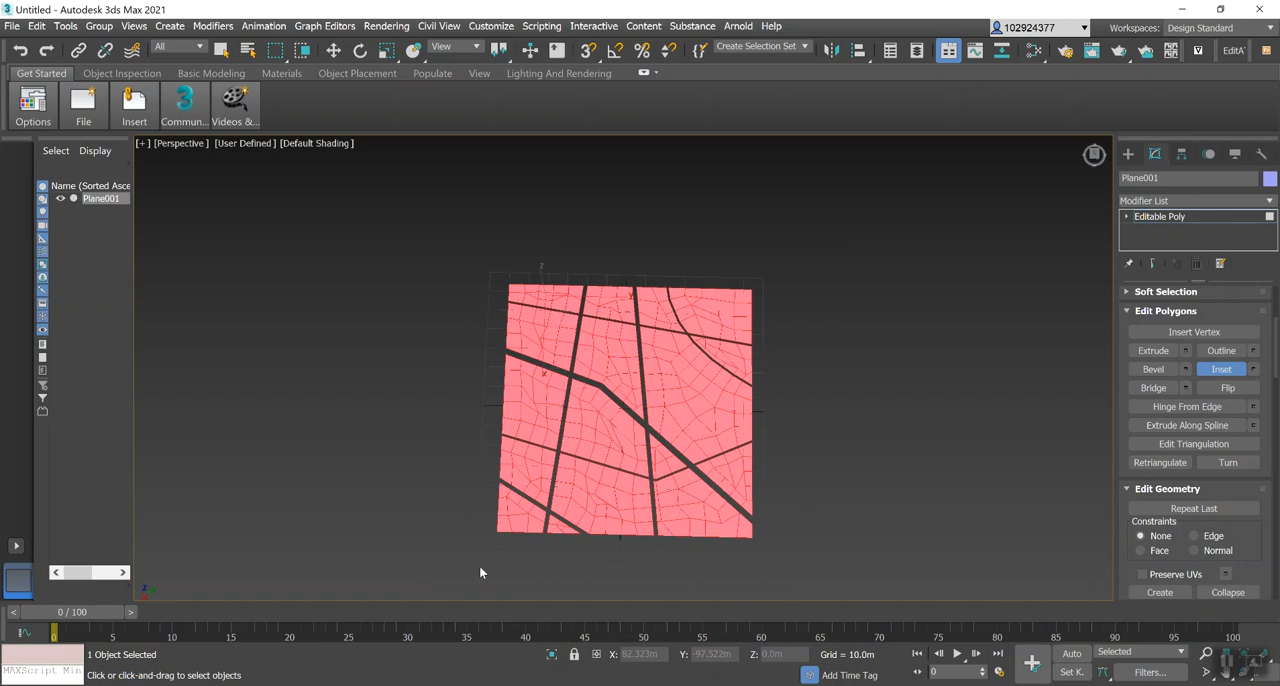 Untitled - Autodesk 3ds Max 2021
File Edit Tools Group Views Create Modifiers Animation Graph Editors Rendering Civil View Customize Scripting Interactive Content Substance Arnold Help
102924377 Workspaces: Design Standard
All View Create Selection Set EditA
Get Started Object Inspection Basic Modeling Materials Object Placement Populate View Lighting And Rendering
Options File Insert Commun... Videos &...
Select Display
[+] [Perspective] [User Defined] [Default Shading]
Name (Sorted Asce
Plane001
Plane001
Modifier List
Editable Poly
Soft Selection
Edit Polygons
Insert Vertex
Extrude Outline
Bevel Inset
Bridge Flip
Hinge From Edge
Extrude Along Spline
Edit Triangulation
Retriangulate Turn
Edit Geometry
Repeat Last
Constraints
None Edge
Face Normal
Preserve UVs
Create Collapse
z
y
x
< >
< 0 / 100 >
0 5 10 15 20 25 30 35 40 45 50 55 60 65 70 75 80 85 90 95 100
1 Object Selected X: 82.323m Y: -97.522m Z: 0.0m Grid = 10.0m Auto Selected
MAXScript Min Click or click-and-drag to select objects Add Time Tag 0 Set K. Filters...